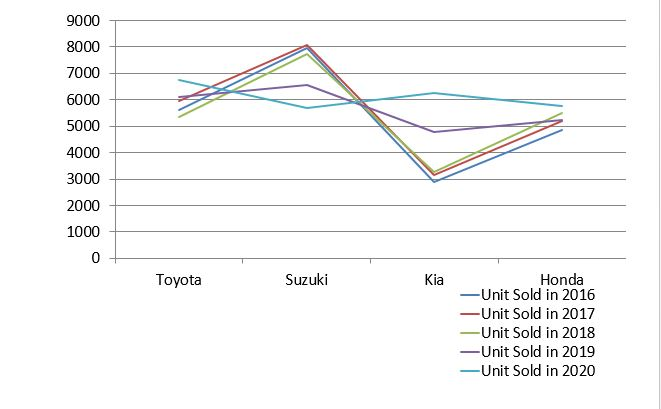 9000
8000
7000
6000
5000
4000
3000
2000
1000
0
Toyota Suzuki Kia Honda
Unit Sold in 2016
Unit Sold in 2017
Unit Sold in 2018
Unit Sold in 2019
Unit Sold in 2020